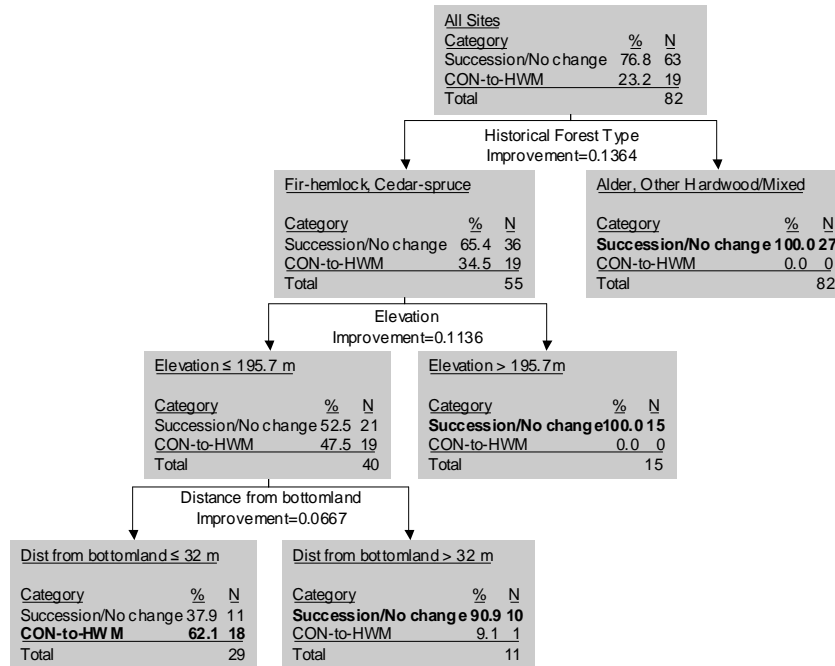 All Sites
Category % N
Succession/No change 76.8 63
CON-to-HWM 23.2 19
Total 82
Historical Forest Type
Improvement=0.1364
Fir-hemlock, Cedar-spruce
Category % N
Succession/No change 65.4 36
CON-to-HWM 34.5 19
Total 55
Alder, Other Hardwood/Mixed
Category % N
Succession/No change 100.0 27
CON-to-HWM 0.0 0
Total 82
Elevation
Improvement=0.1136
Elevation ≤ 195.7 m
Category % N
Succession/No change 52.5 21
CON-to-HWM 47.5 19
Total 40
Elevation > 195.7m
Category % N
Succession/No change 100.0 15
CON-to-HWM 0.0 0
Total 15
Distance from bottomland
Improvement=0.0667
Dist from bottomland ≤ 32 m
Category % N
Succession/No change 37.9 11
CON-to-HWM 62.1 18
Total 29
Dist from bottomland > 32 m
Category % N
Succession/No change 90.9 10
CON-to-HWM 9.1 1
Total 11